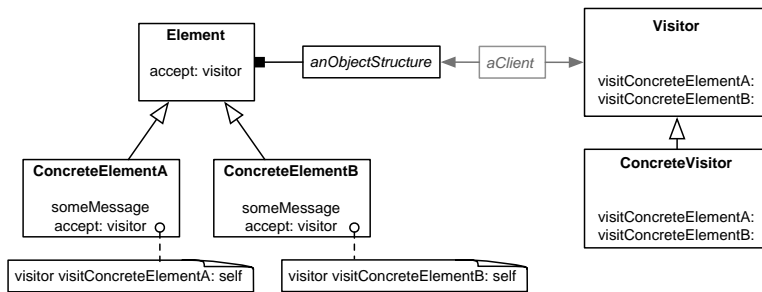 Element
accept: visitor
anObjectStructure
aClient
Visitor
visitConcreteElementA:
visitConcreteElementB:
ConcreteElementA
someMessage
accept: visitor
ConcreteElementB
someMessage
accept: visitor
ConcreteVisitor
visitConcreteElementA:
visitConcreteElementB:
visitor visitConcreteElementA: self
visitor visitConcreteElementB: self